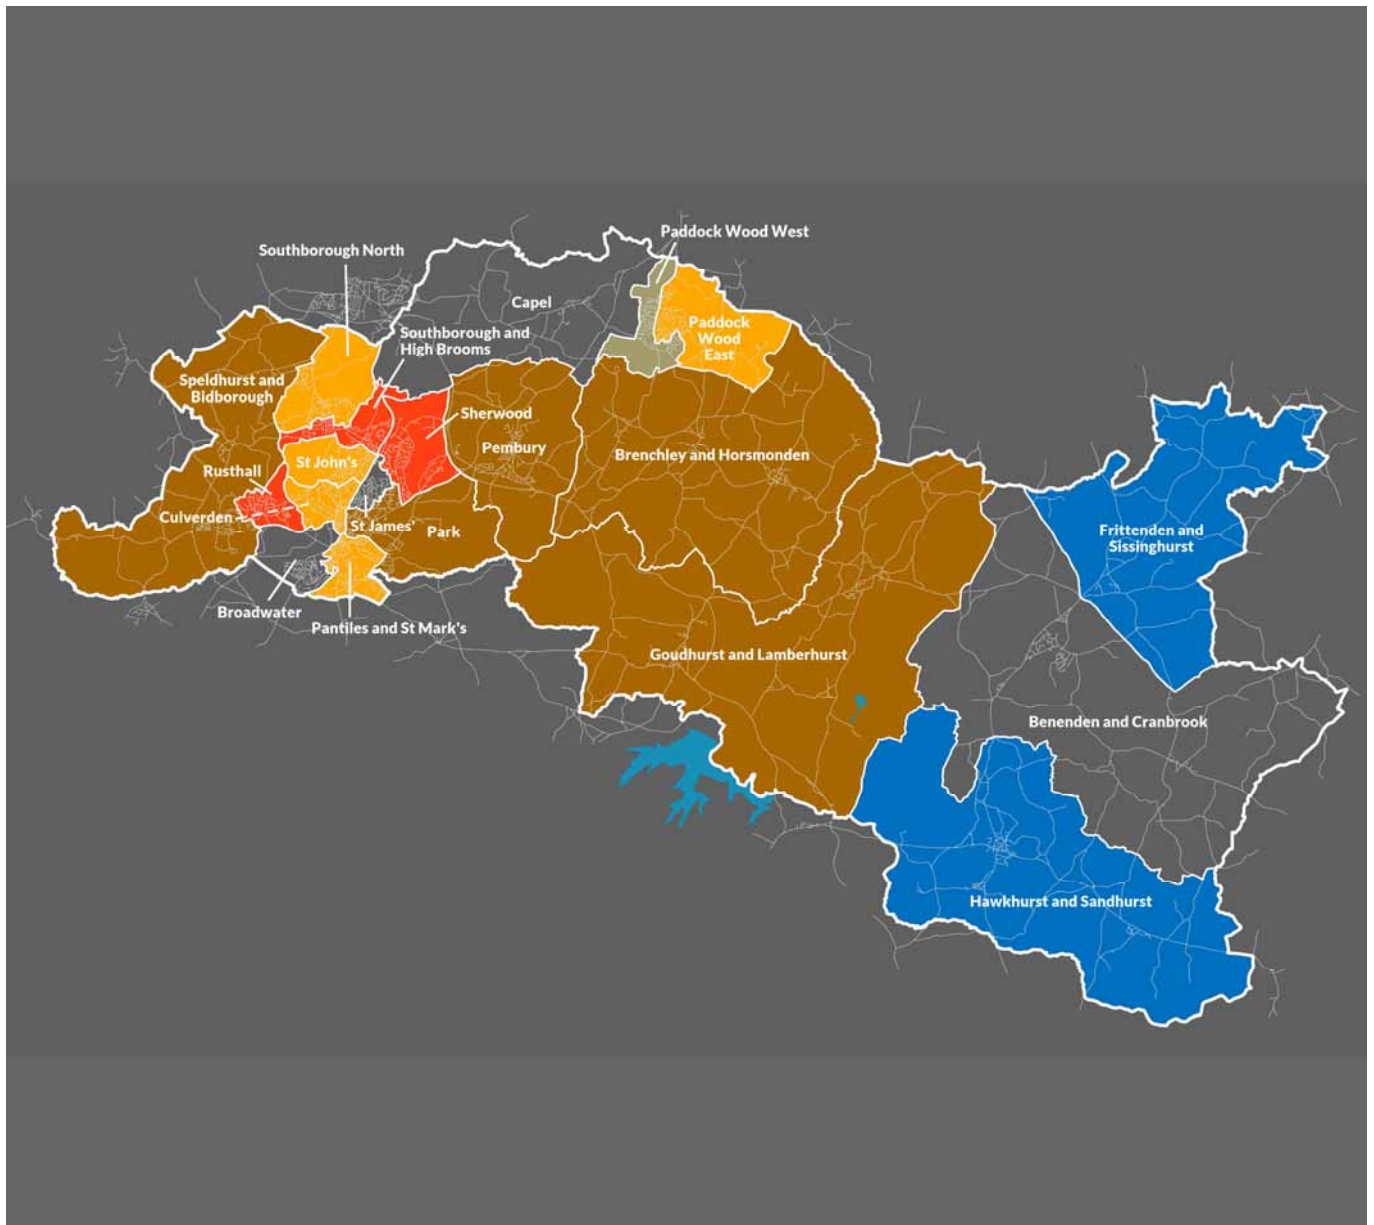 Paddock Wood West
Southborough North
Capel
Southborough and
High Brooms
Paddock
Wood
East
Speldhurst and
Bidborough
Sherwood
Pembury
Brenchley and Horsmonden
St John's
Rusthall
Culverden
St James'
Park
Frittenden and
Sissinghurst
Broadwater
Pantiles and St Mark's
Goudhurst and Lamberhurst
Benenden and Cranbrook
Hawkhurst and Sandhurst